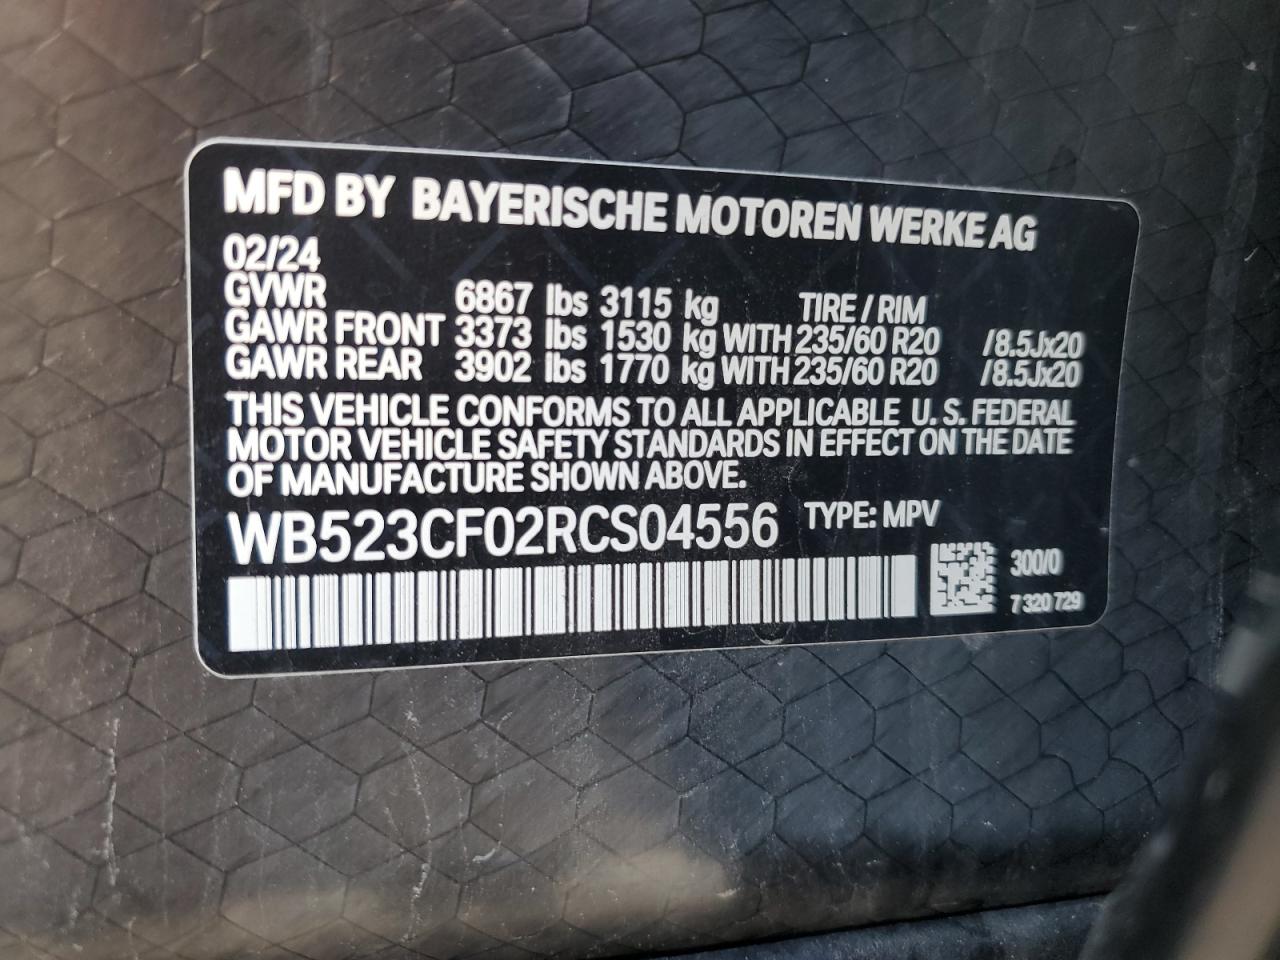 MFD BY BAYERISCHE MOTOREN WERKE AG
02/24
GVWR 6867 lbs 3115 kg TIRE / RIM
GAWR FRONT 3373 lbs 1530 kg WITH 235/60 R20 /8.5Jx20
GAWR REAR 3902 lbs 1770 kg WITH 235/60 R20 /8.5Jx20
THIS VEHICLE CONFORMS TO ALL APPLICABLE U. S. FEDERAL
MOTOR VEHICLE SAFETY STANDARDS IN EFFECT ON THE DATE
OF MANUFACTURE SHOWN ABOVE.
WB523CF02RCS04556 TYPE: MPV
300/0
7 320 729